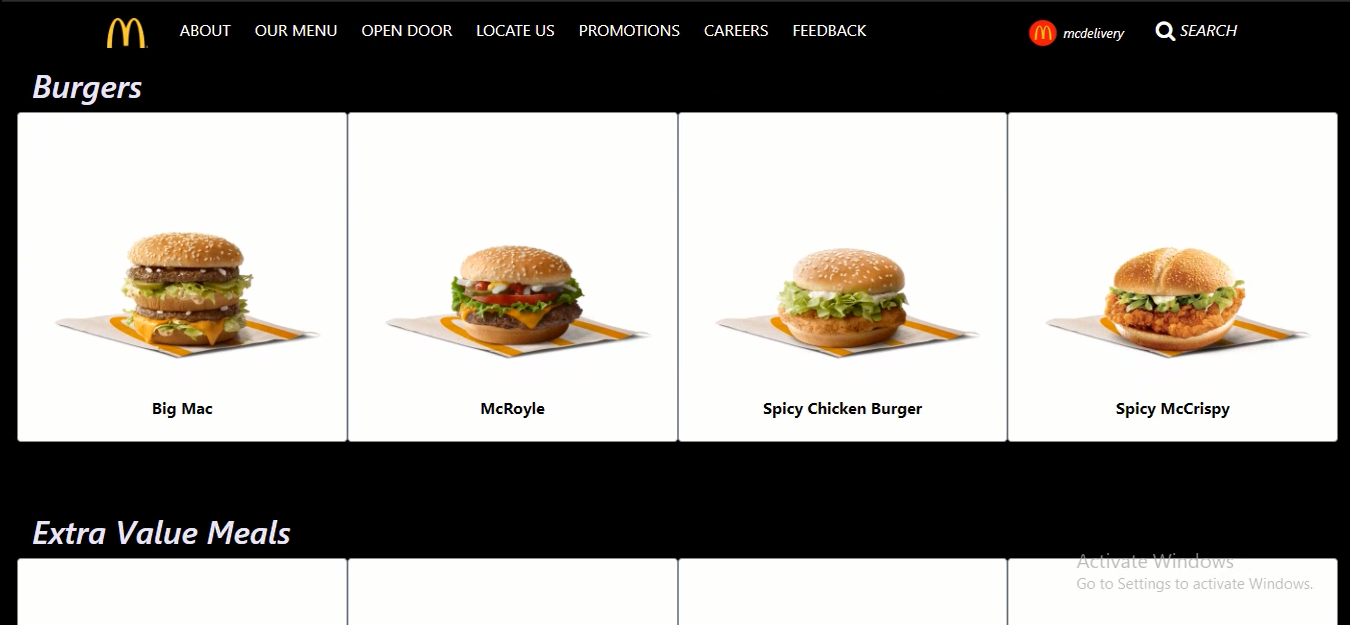 ABOUT OUR MENU OPEN DOOR LOCATE US PROMOTIONS CAREERS FEEDBACK mcdelivery SEARCH
Burgers
Big Mac McRoyle Spicy Chicken Burger Spicy McCrispy
Extra Value Meals
Activate Windows
Go to Settings to activate Windows.